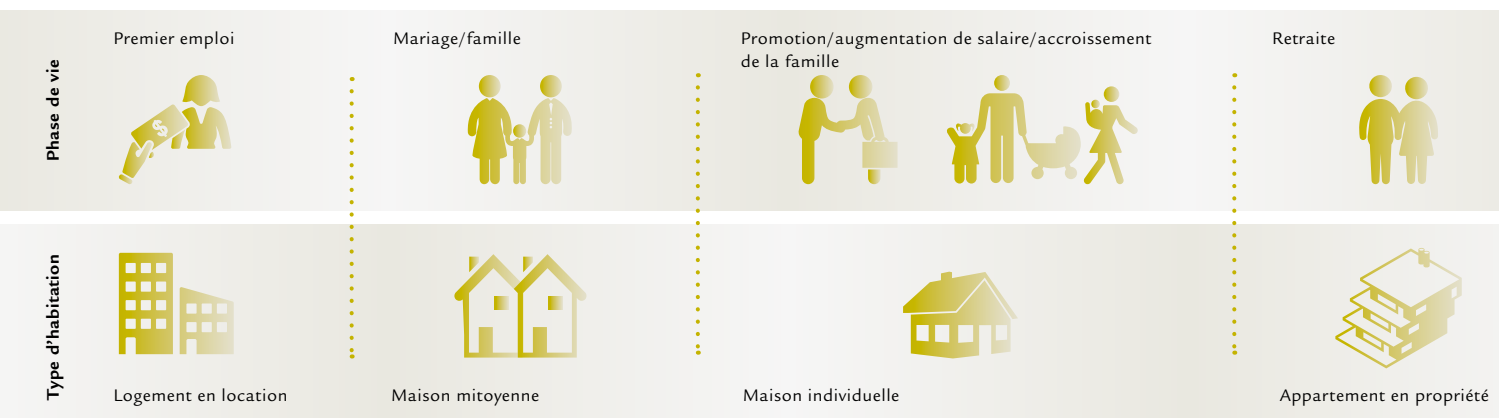 Phase de vie
Premier emploi
Mariage/famille
Promotion/augmentation de salaire/accroissement
de la famille
Retraite
$
Type d’habitation
Logement en location
Maison mitoyenne
Maison individuelle
Appartement en propriété